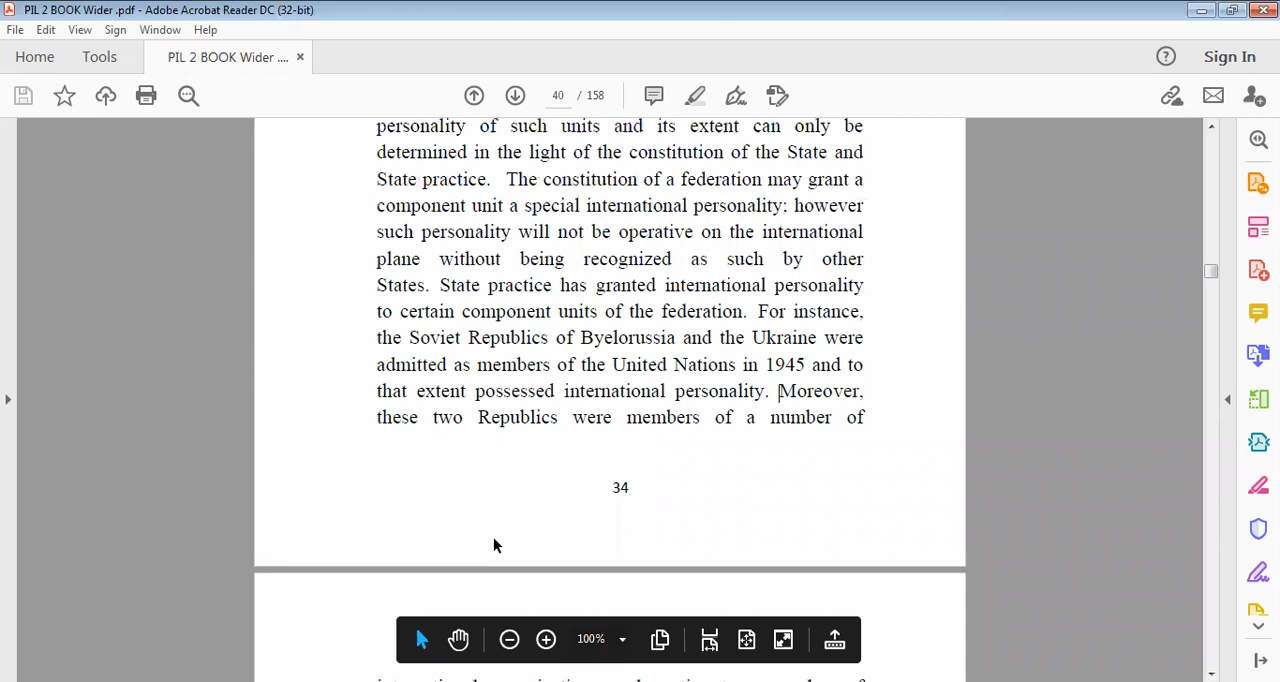 PIL 2 BOOK Wider .pdf - Adobe Acrobat Reader DC (32-bit)
File Edit View Sign Window Help
Home Tools PIL 2 BOOK Wider .... × Sign In
40 / 158
personality of such units and its extent can only be
determined in the light of the constitution of the State and
State practice. The constitution of a federation may grant a
component unit a special international personality; however
such personality will not be operative on the international
plane without being recognized as such by other
States. State practice has granted international personality
to certain component units of the federation. For instance,
the Soviet Republics of Byelorussia and the Ukraine were
admitted as members of the United Nations in 1945 and to
that extent possessed international personality. Moreover,
these two Republics were members of a number of
34
100%